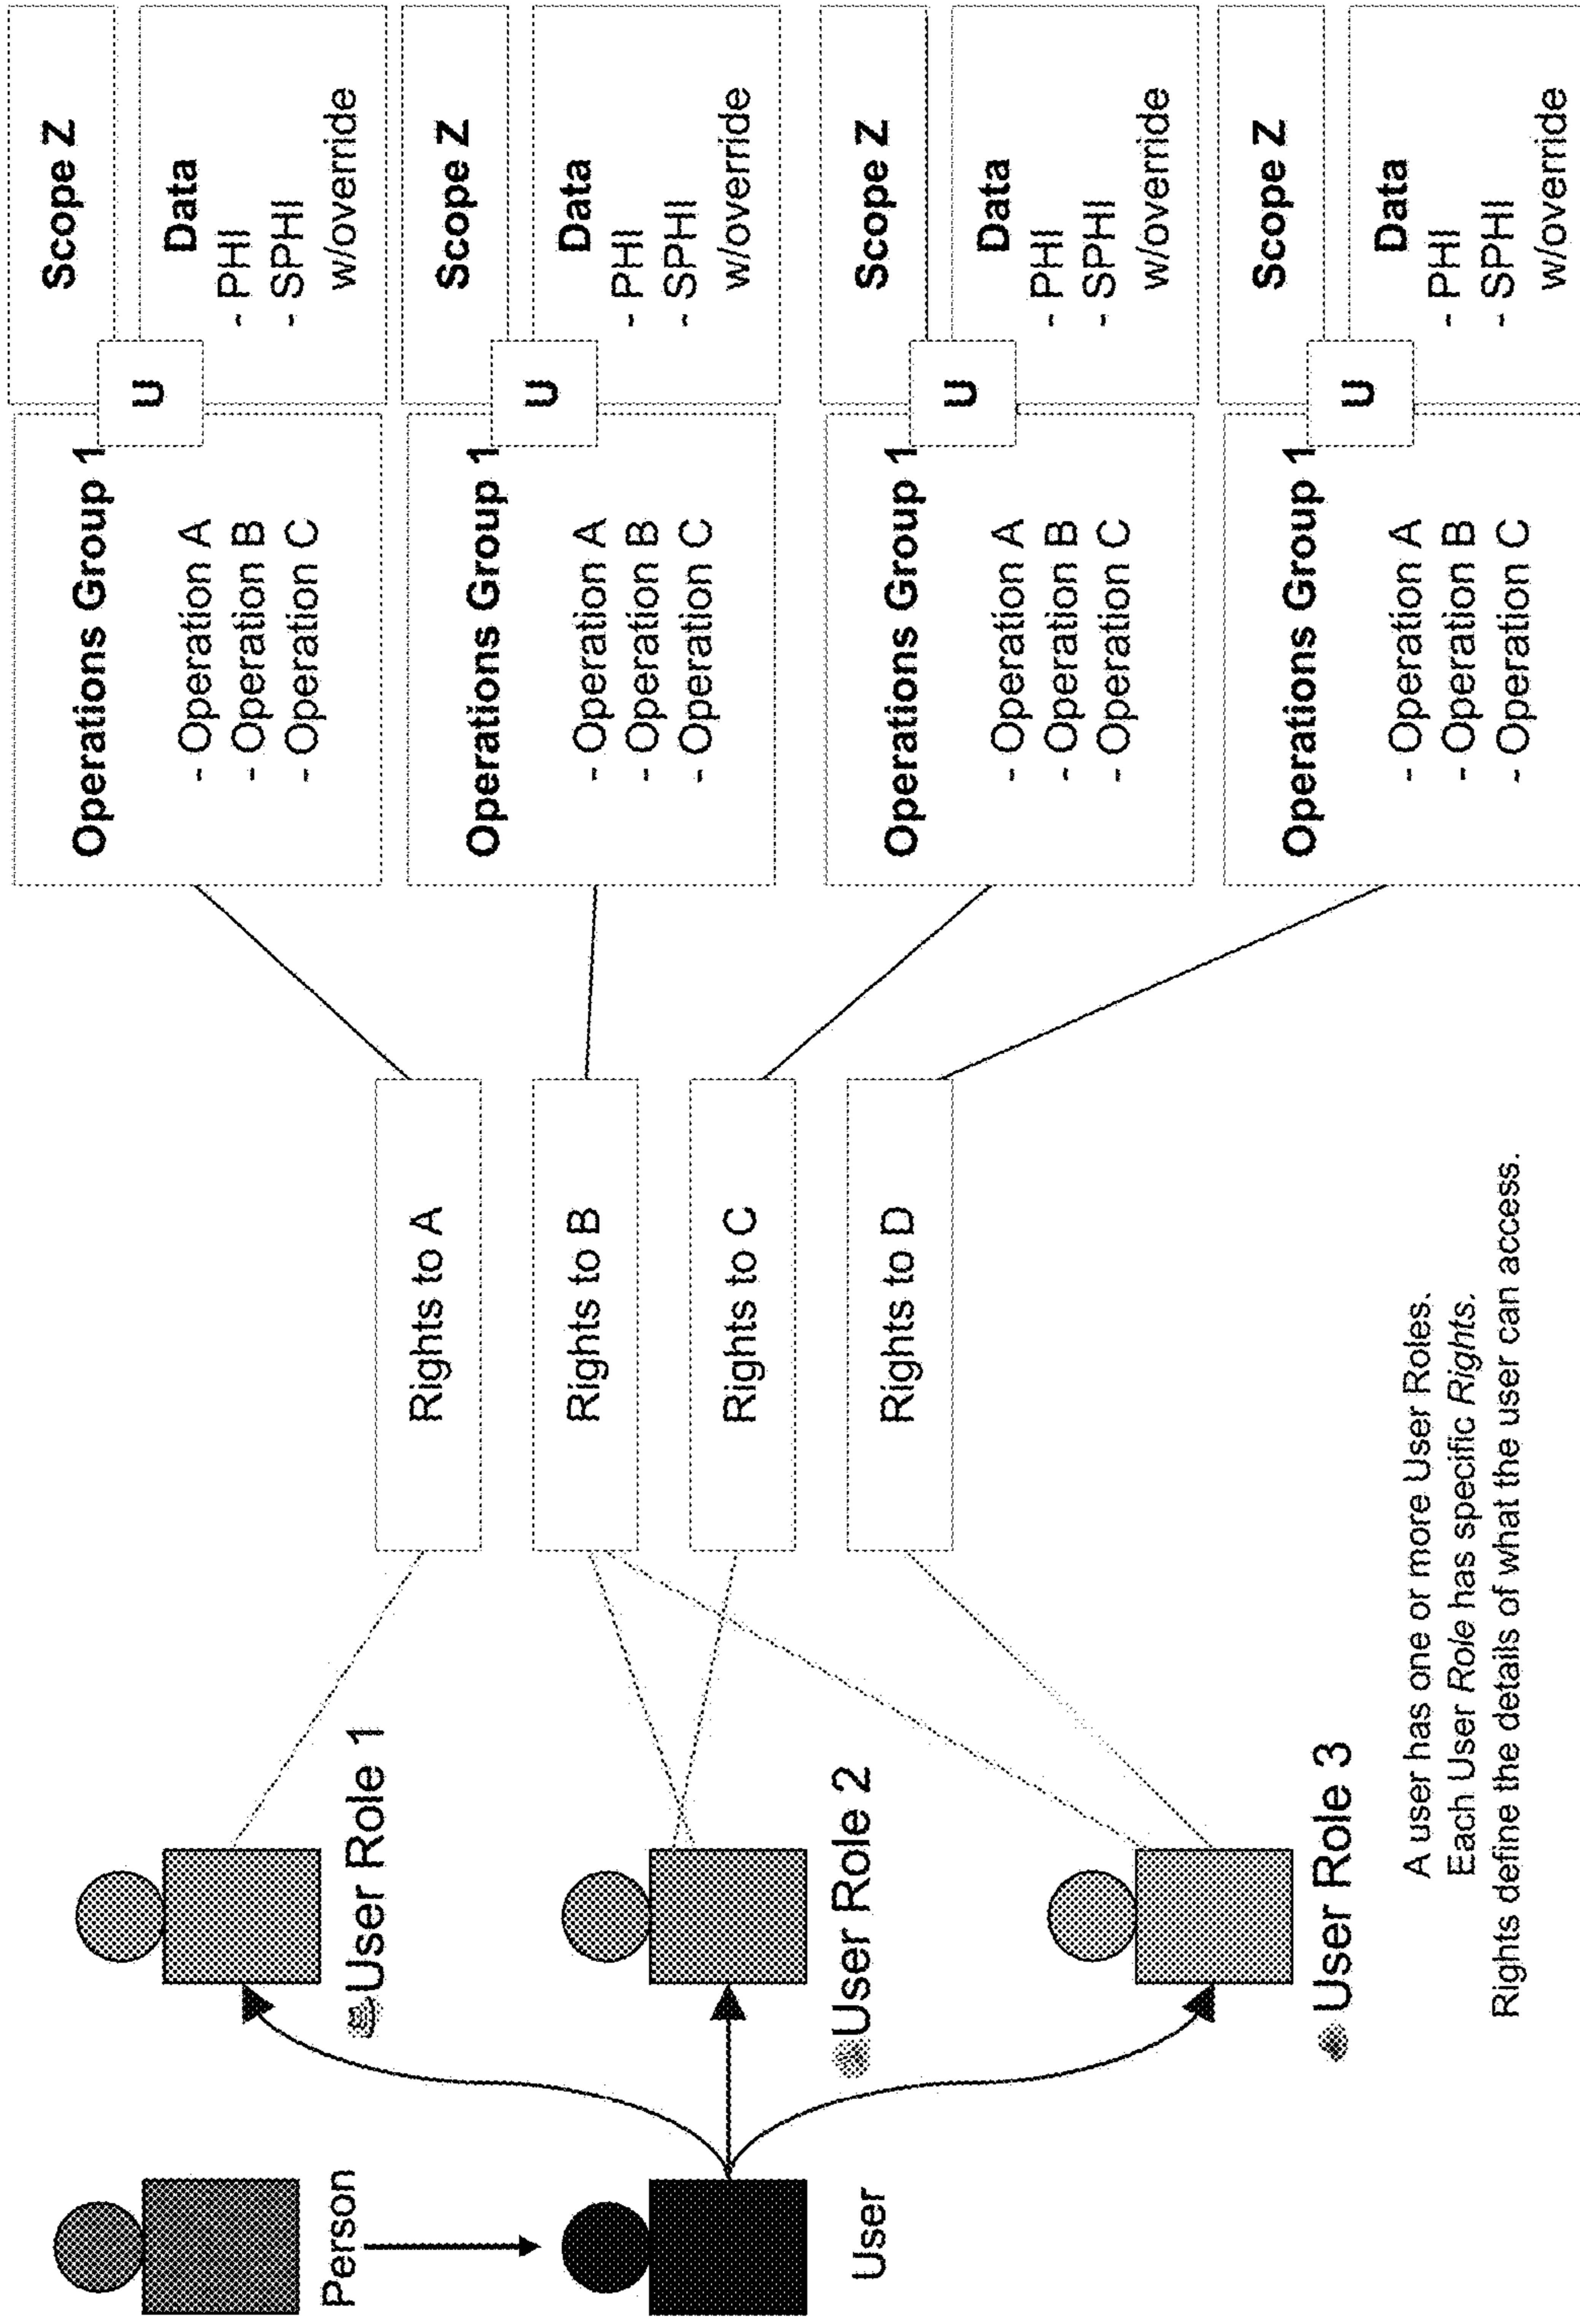 Person
User
User Role 1
User Role 2
User Role 3
Rights to A
Rights to B
Rights to C
Rights to D
Operations Group 1
- Operation A
- Operation B
- Operation C
U
Scope Z
Data
- PHI
- SPHI
w/override
Operations Group 1
- Operation A
- Operation B
- Operation C
U
Scope Z
Data
- PHI
- SPHI
w/override
Operations Group 1
- Operation A
- Operation B
- Operation C
U
Scope Z
Data
- PHI
- SPHI
w/override
Operations Group 1
- Operation A
- Operation B
- Operation C
U
Scope Z
Data
- PHI
- SPHI
w/override
A user has one or more User Roles.
Each User Role has specific Rights.
Rights define the details of what the user can access.